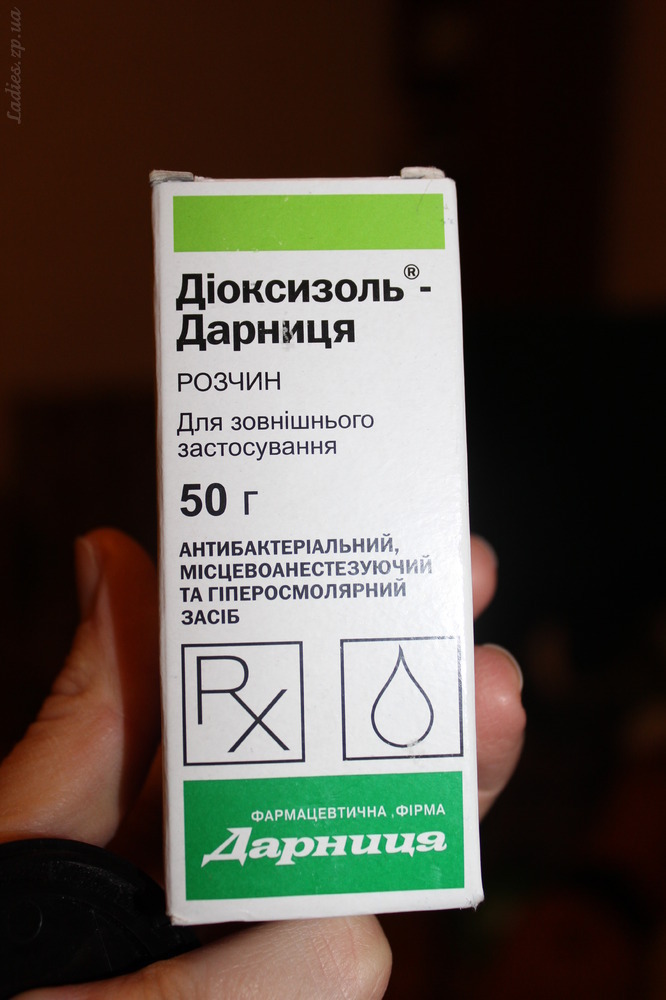 Ladies.zp.ua
Діоксизоль®-
Дарниця
РОЗЧИН
Для зовнішнього
застосування
50 г
АНТИБАКТЕРІАЛЬНИЙ,
МІСЦЕВОАНЕСТЕЗУЮЧИЙ
ТА ГІПЕРОСМОЛЯРНИЙ
ЗАСІБ
Rx
ФАРМАЦЕВТИЧНА ФІРМА
Дарниця